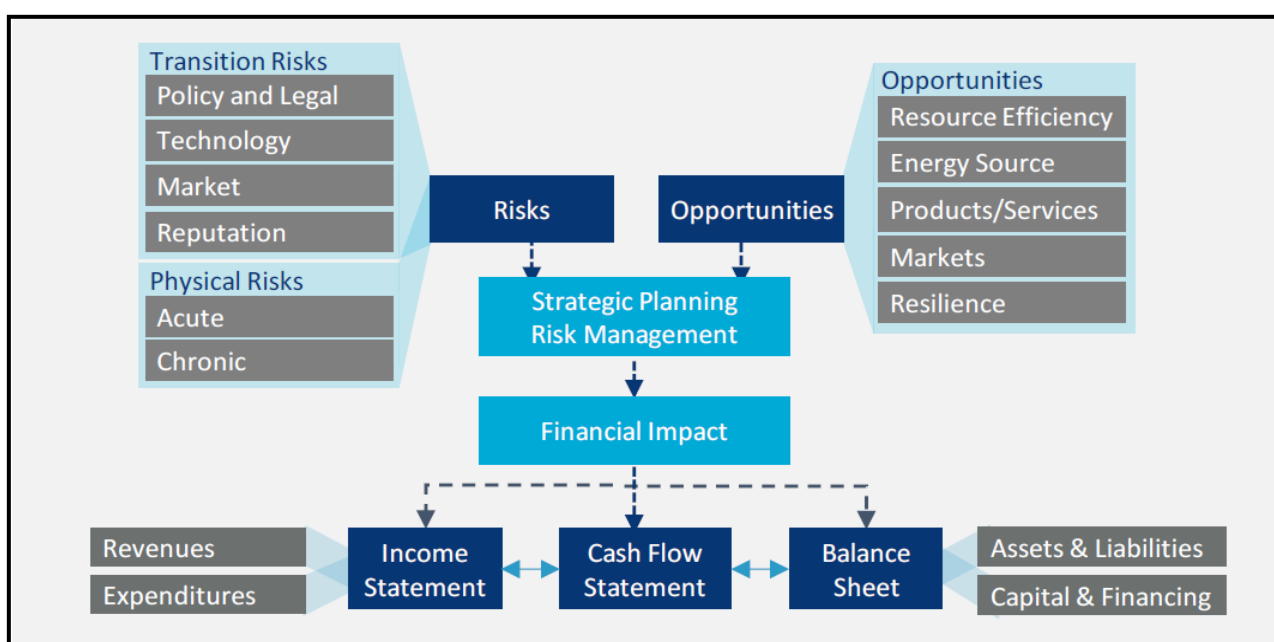 Transition Risks
Policy and Legal
Technology
Market
Reputation
Physical Risks
Acute
Chronic
Risks
Opportunities
Opportunities
Resource Efficiency
Energy Source
Products/Services
Markets
Resilience
Strategic Planning
Risk Management
Financial Impact
Revenues
Expenditures
Income
Statement
Cash Flow
Statement
Balance
Sheet
Assets & Liabilities
Capital & Financing